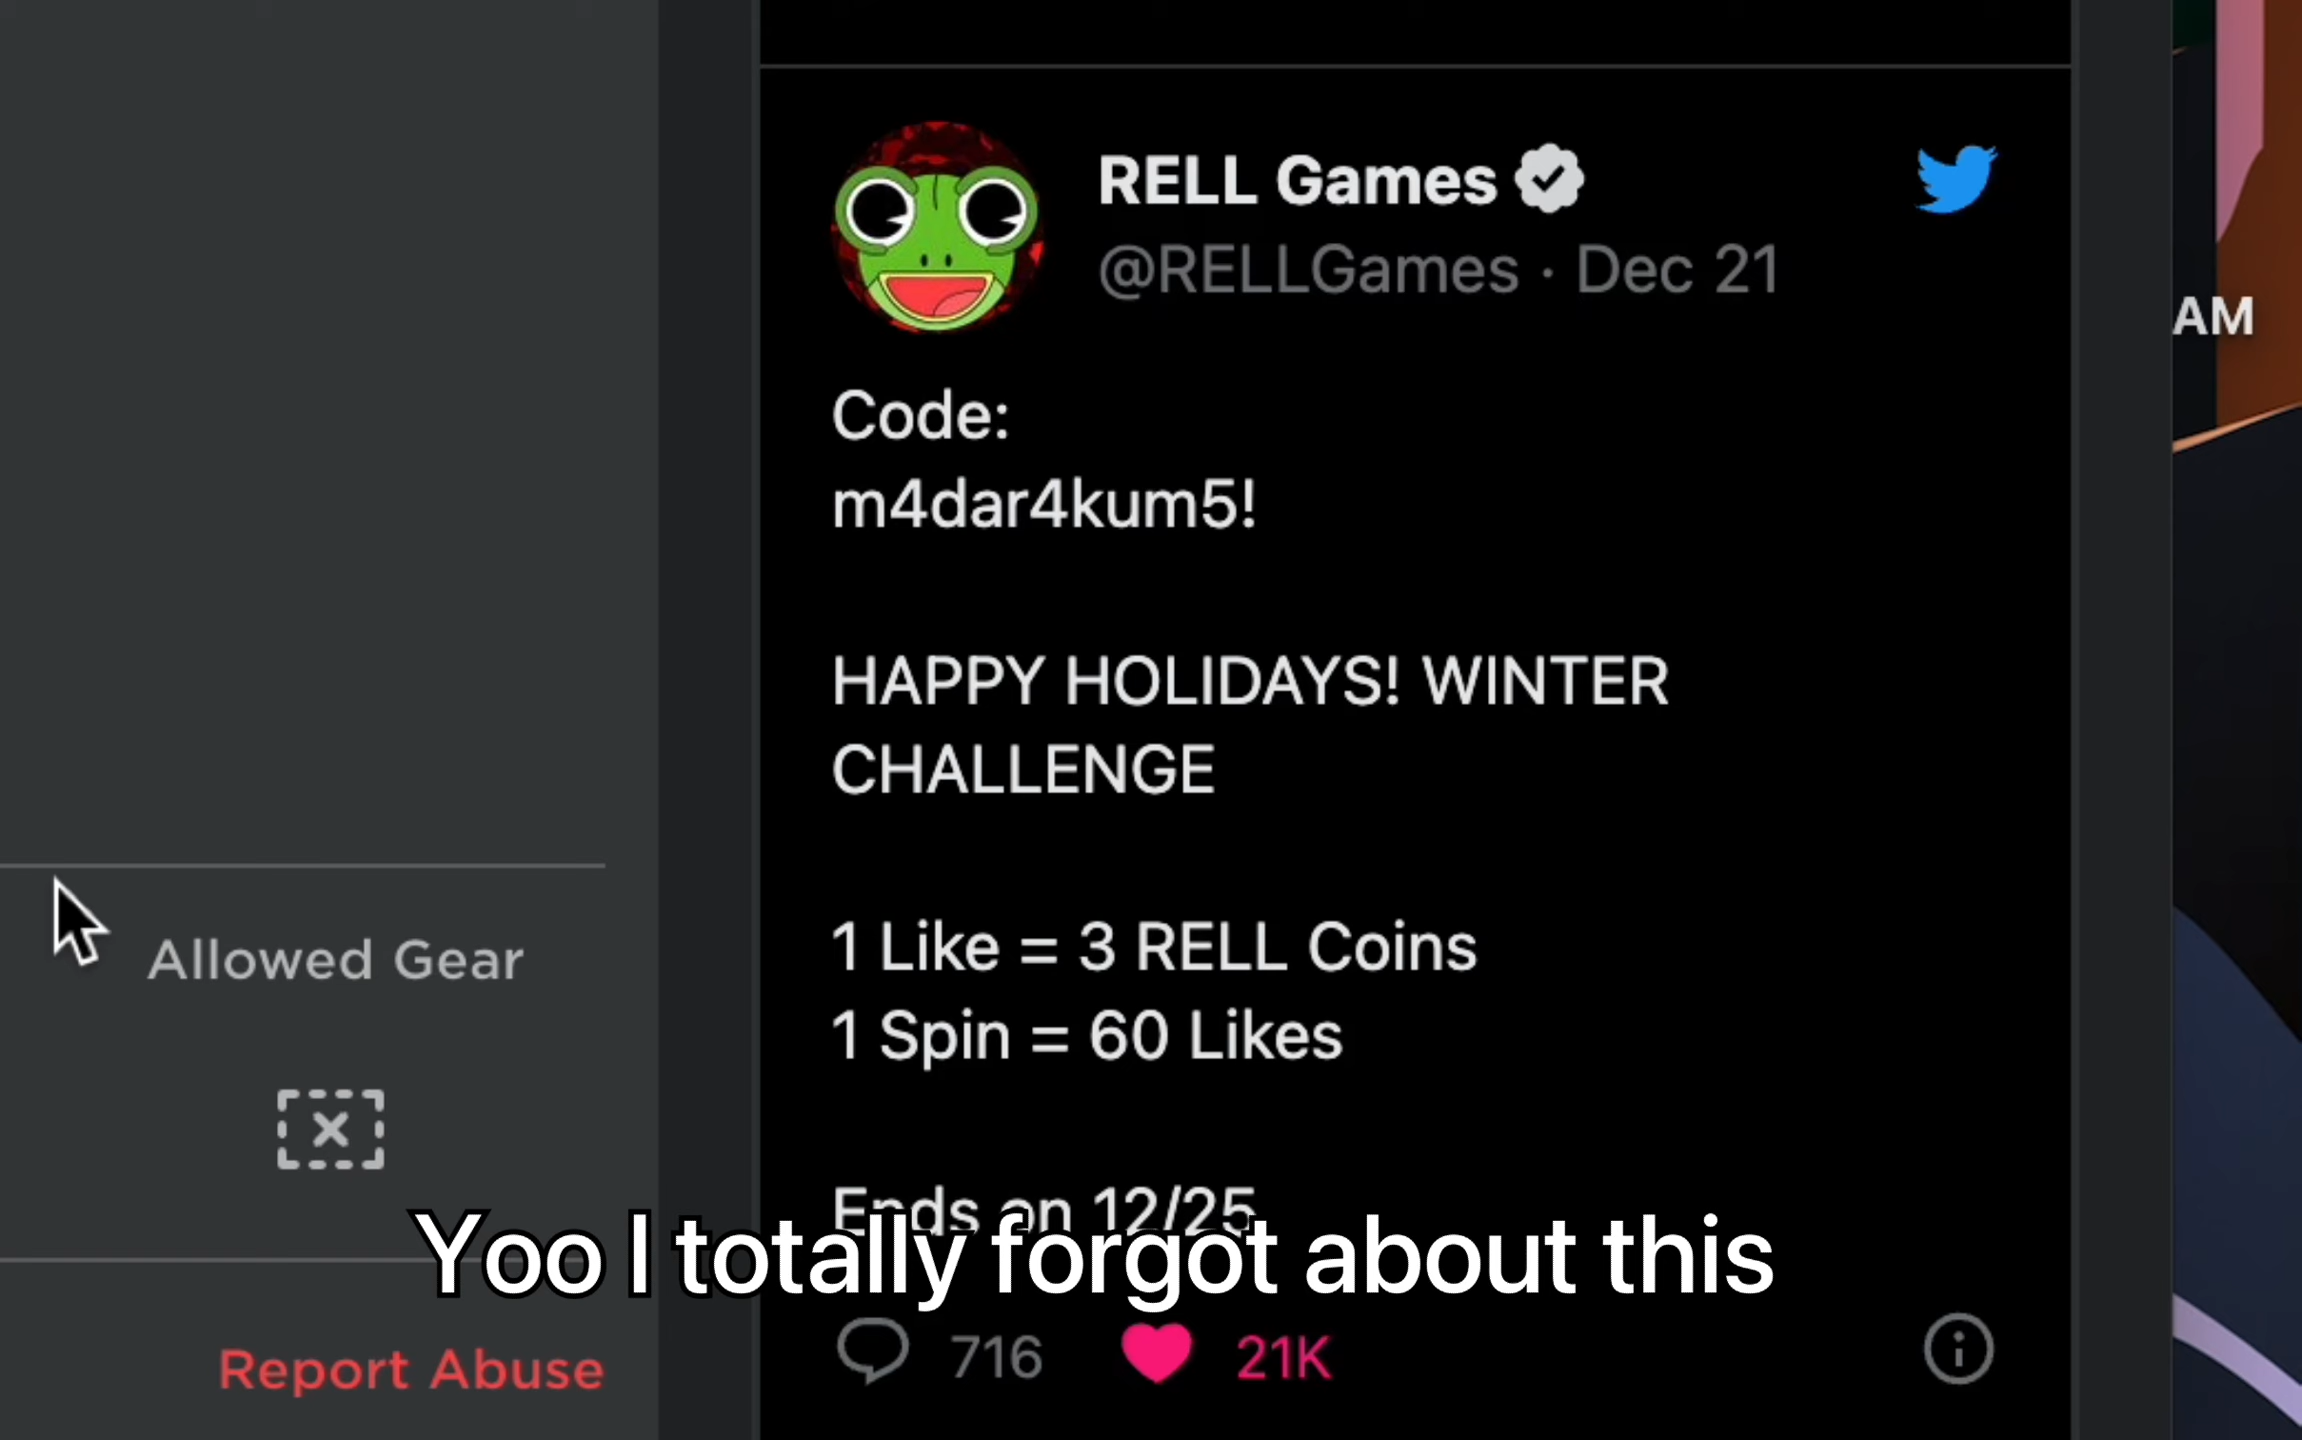 RELL Games
@RELLGames · Dec 21
AM
Code:
m4dar4kum5!
HAPPY HOLIDAYS! WINTER
CHALLENGE
1 Like = 3 RELL Coins
1 Spin = 60 Likes
Allowed Gear
Ends on 12/25
Yoo I totally forgot about this
716 21K
Report Abuse